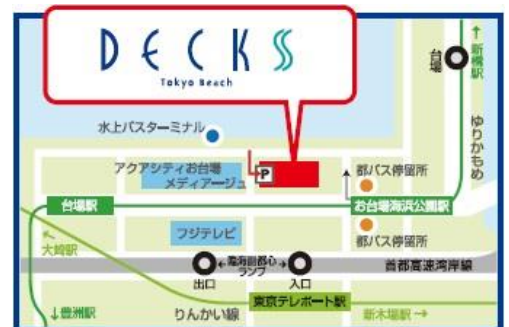 DECKS
Tokyo Beach
↑新橋駅
台場
ゆりかもめ
水上バスターミナル
アクアシティお台場
メディアージュ
P
都バス停留所
台場駅
お台場海浜公園駅
フジテレビ
都バス停留所
↖大崎駅
←臨海副都心→
ランプ
首都高速湾岸線
出口
入口
東京テレポート駅
↓豊洲駅
りんかい線
新木場駅→